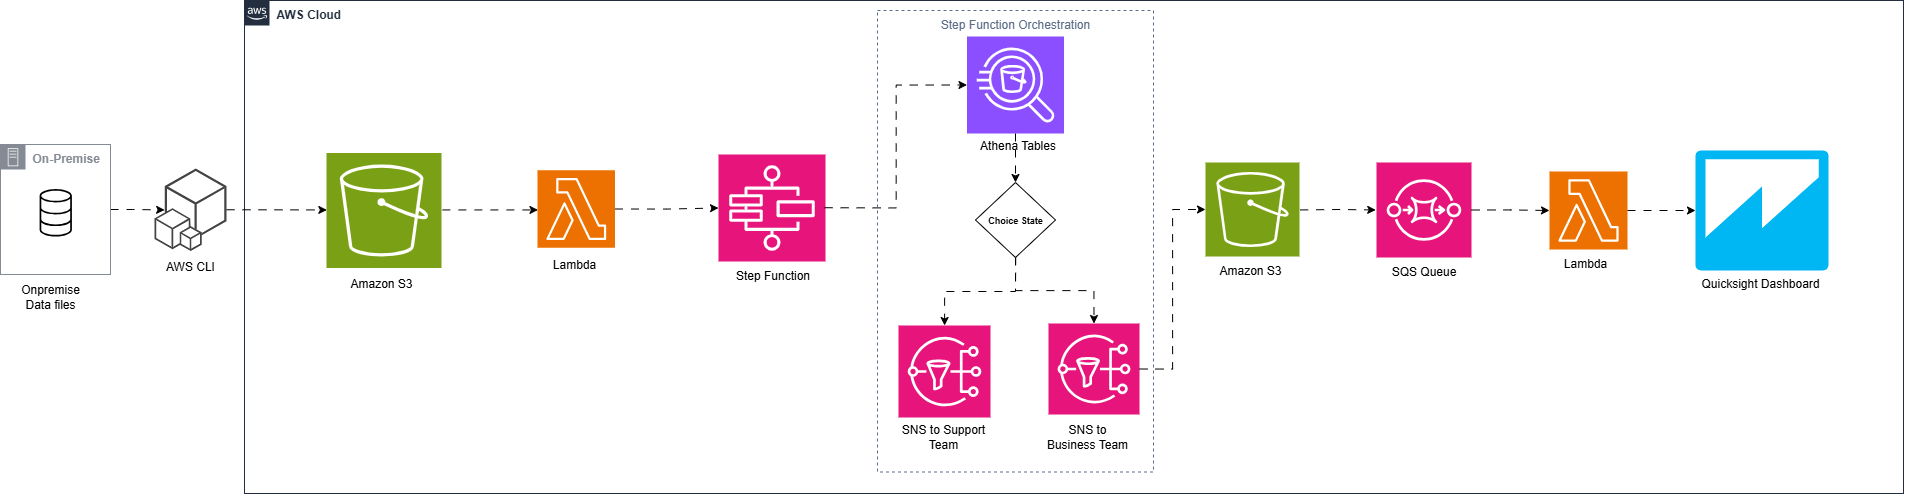 aws
AWS Cloud
Step Function Orchestration
On-Premise
Onpremise
Data files
AWS CLI
Amazon S3
Lambda
Step Function
Athena Tables
Choice State
SNS to Support
Team
SNS to
Business Team
Amazon S3
SQS Queue
Lambda
Quicksight Dashboard